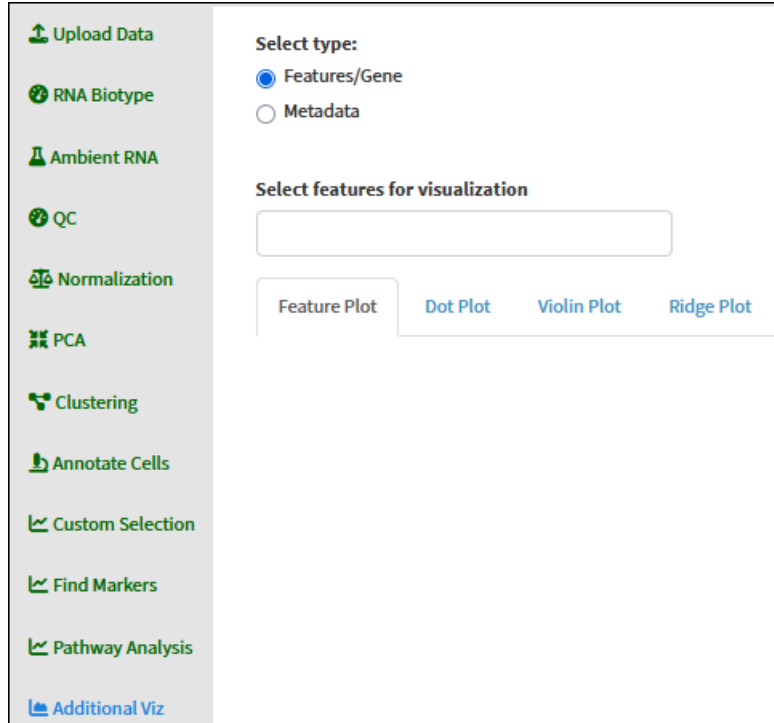 Upload Data
RNA Biotype
Ambient RNA
QC
Normalization
PCA
Clustering
Annotate Cells
Custom Selection
Find Markers
Pathway Analysis
Additional Viz
Select type:
Features/Gene
Metadata
Select features for visualization
Feature Plot Dot Plot Violin Plot Ridge Plot